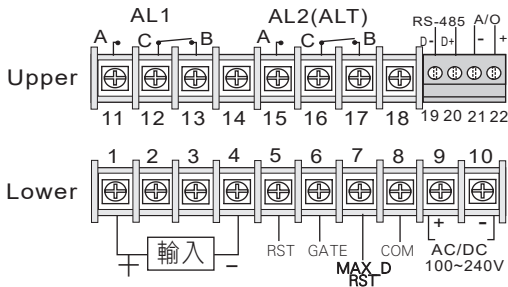 AL1 AL2(ALT) RS-485 A/O
A C B A C B D- D+ - +
Upper
11 12 13 14 15 16 17 18 19 20 21 22
1 2 3 4 5 6 7 8 9 10
Lower
+ 輸入 - RST GATE MAX_D RST COM + -
AC/DC
100~240V